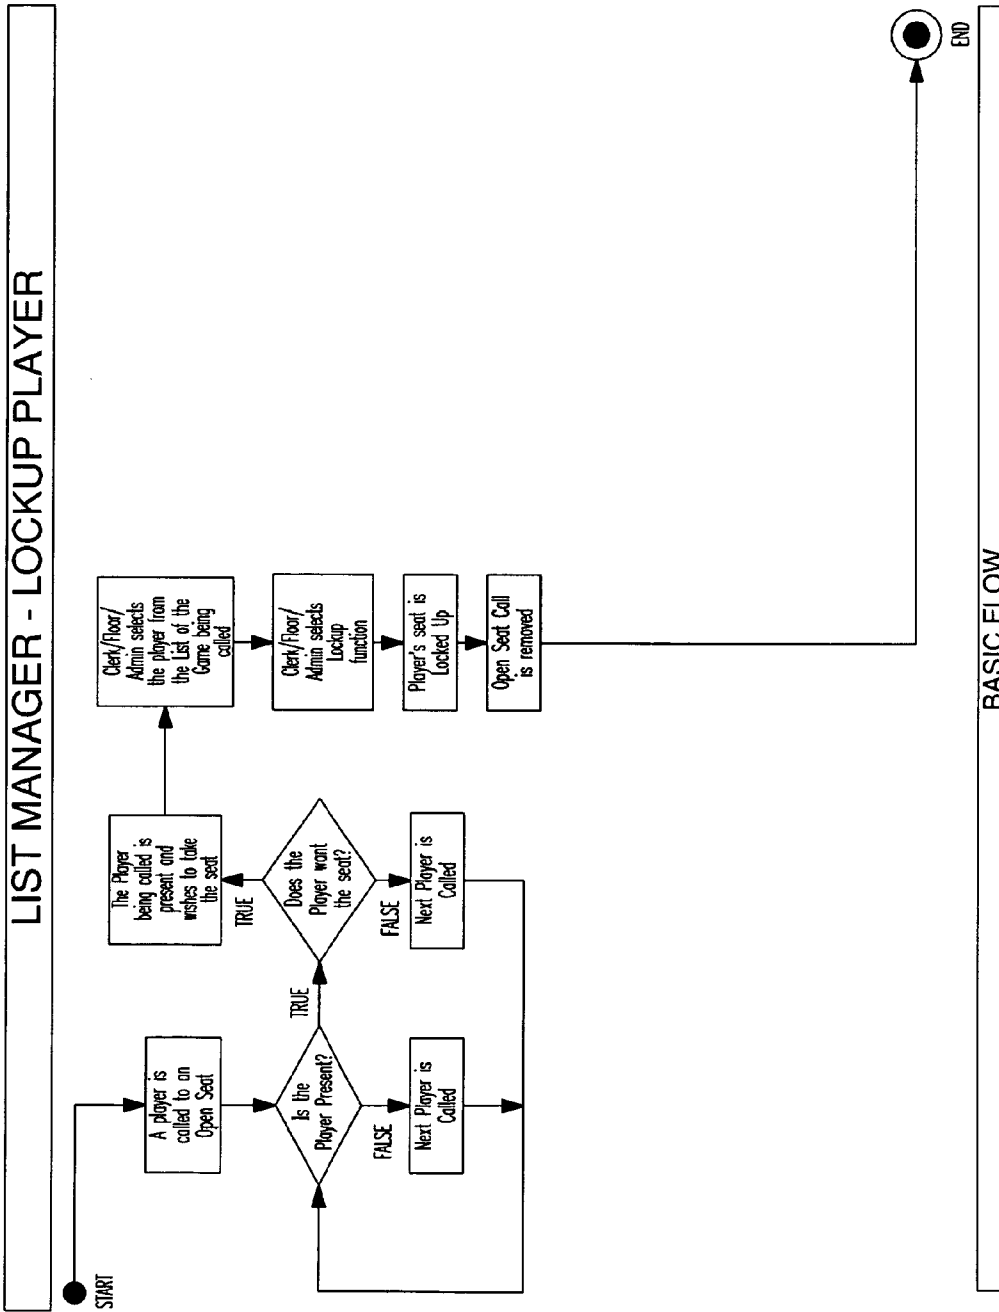 LIST MANAGER - LOCKUP PLAYER
START
A player is
called to an
Open Seat
Is the
Player Present?
FALSE
Next Player is
Called
TRUE
Does the
Player want
the seat?
FALSE
Next Player is
Called
TRUE
The Player
being called is
present and
wishes to take
the seat
Clerk/Floor/
Admin selects
the player from
the List of the
Game being
called
Clerk/Floor/
Admin selects
Lockup
function
Player's seat is
Locked Up
Open Seat Call
is removed
END
BASIC FLOW